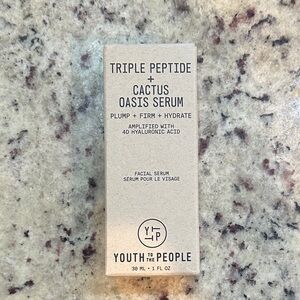 TRIPLE PEPTIDE
+
CACTUS
OASIS SERUM
PLUMP + FIRM + HYDRATE
AMPLIFIED WITH
4D HYALURONIC ACID
FACIAL SERUM
SÉRUM POUR LE VISAGE
Y T P
YOUTH TO THE PEOPLE
30 ML • 1 FL OZ